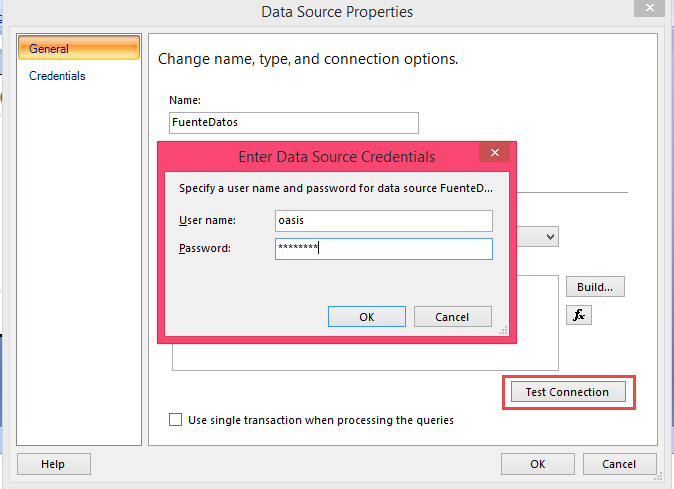 Data Source Properties
General
Credentials
Change name, type, and connection options.
Name:
FuenteDatos
Enter Data Source Credentials
Specify a user name and password for data source FuenteD...
User name:
oasis
Password:
********
OK
Cancel
Build...
fx
Test Connection
Use single transaction when processing the queries
Help
OK
Cancel